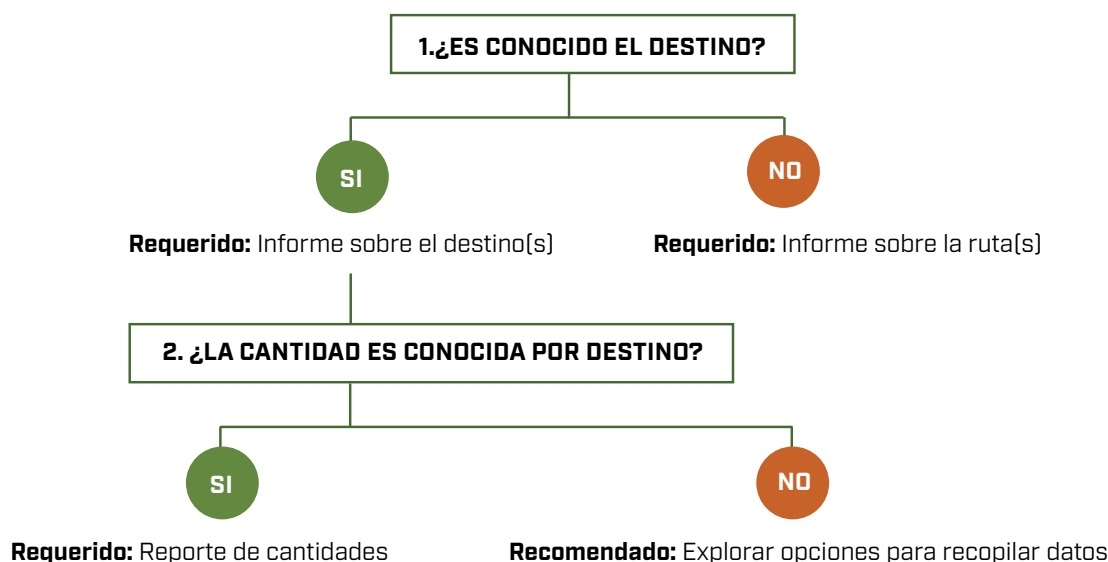 1.¿ES CONOCIDO EL DESTINO?
SI
NO
Requerido: Informe sobre el destino(s)
Requerido: Informe sobre la ruta(s)
2. ¿LA CANTIDAD ES CONOCIDA POR DESTINO?
SI
NO
Requerido: Reporte de cantidades
Recomendado: Explorar opciones para recopilar datos